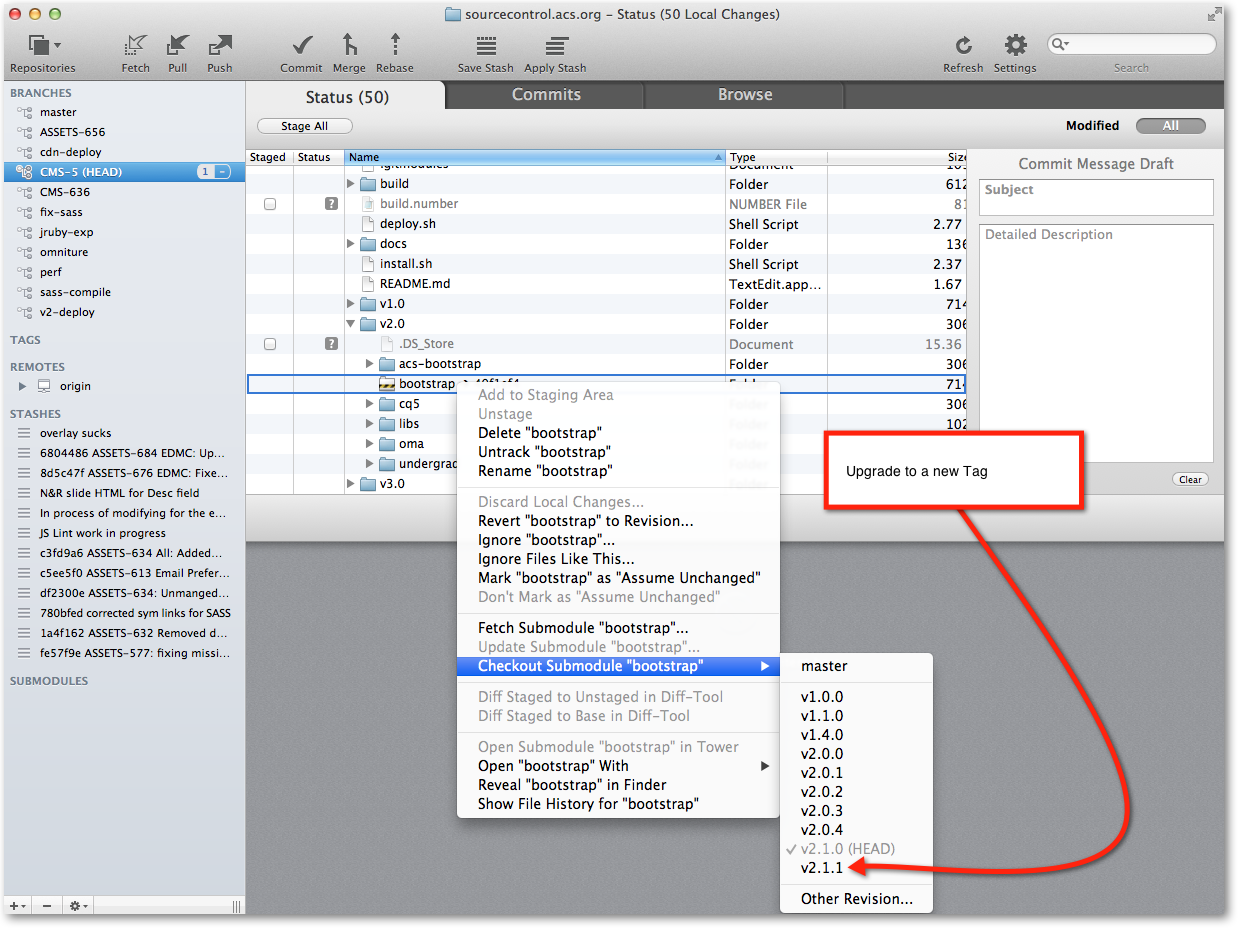 sourcecontrol.acs.org – Status (50 Local Changes)
Repositories Fetch Pull Push Commit Merge Rebase Save Stash Apply Stash Refresh Settings Search
BRANCHES
master
ASSETS-656
cdn-deploy
CMS-5 (HEAD) 1 –
CMS-636
fix-sass
jruby-exp
omniture
perf
sass-compile
v2-deploy
TAGS
REMOTES
origin
STASHES
overlay sucks
6804486 ASSETS-684 EDMC: Up...
8d5c47f ASSETS-676 EDMC: Fixe...
N&R slide HTML for Desc field
In process of modifying for the e...
JS Lint work in progress
c3fd9a6 ASSETS-634 All: Added...
c5ee5f0 ASSETS-613 Email Prefer...
df2300e ASSETS-634: Unmanged...
780bfed corrected sym links for SASS
1a4f162 ASSETS-632 Removed d...
fe57f9e ASSETS-577: fixing missi...
SUBMODULES
Status (50) Commits Browse
Stage All Modified All
Staged Status Name Type Size
.gitmodules Document
build Folder 612
? build.number NUMBER File 81
deploy.sh Shell Script 2.77
docs Folder 136
install.sh Shell Script 2.37
README.md TextEdit.app... 1.67
v1.0 Folder 714
v2.0 Folder 306
? .DS_Store Document 15.36
acs-bootstrap Folder 306
bootstrap Folder 714
cq5 Folder 306
libs Folder 102
oma Folder
undergrad
v3.0 Folder 714
Commit Message Draft
Subject
Detailed Description
Clear
Upgrade to a new Tag
Add to Staging Area
Unstage
Delete "bootstrap"
Untrack "bootstrap"
Rename "bootstrap"
Discard Local Changes...
Revert "bootstrap" to Revision...
Ignore "bootstrap"...
Ignore Files Like This...
Mark "bootstrap" as "Assume Unchanged"
Don't Mark as "Assume Unchanged"
Fetch Submodule "bootstrap"...
Update Submodule "bootstrap"...
Checkout Submodule "bootstrap"
Diff Staged to Unstaged in Diff-Tool
Diff Staged to Base in Diff-Tool
Open Submodule "bootstrap" in Tower
Open "bootstrap" With
Reveal "bootstrap" in Finder
Show File History for "bootstrap"
master
v1.0.0
v1.1.0
v1.4.0
v2.0.0
v2.0.1
v2.0.2
v2.0.3
v2.0.4
v2.1.0 (HEAD)
v2.1.1
Other Revision...